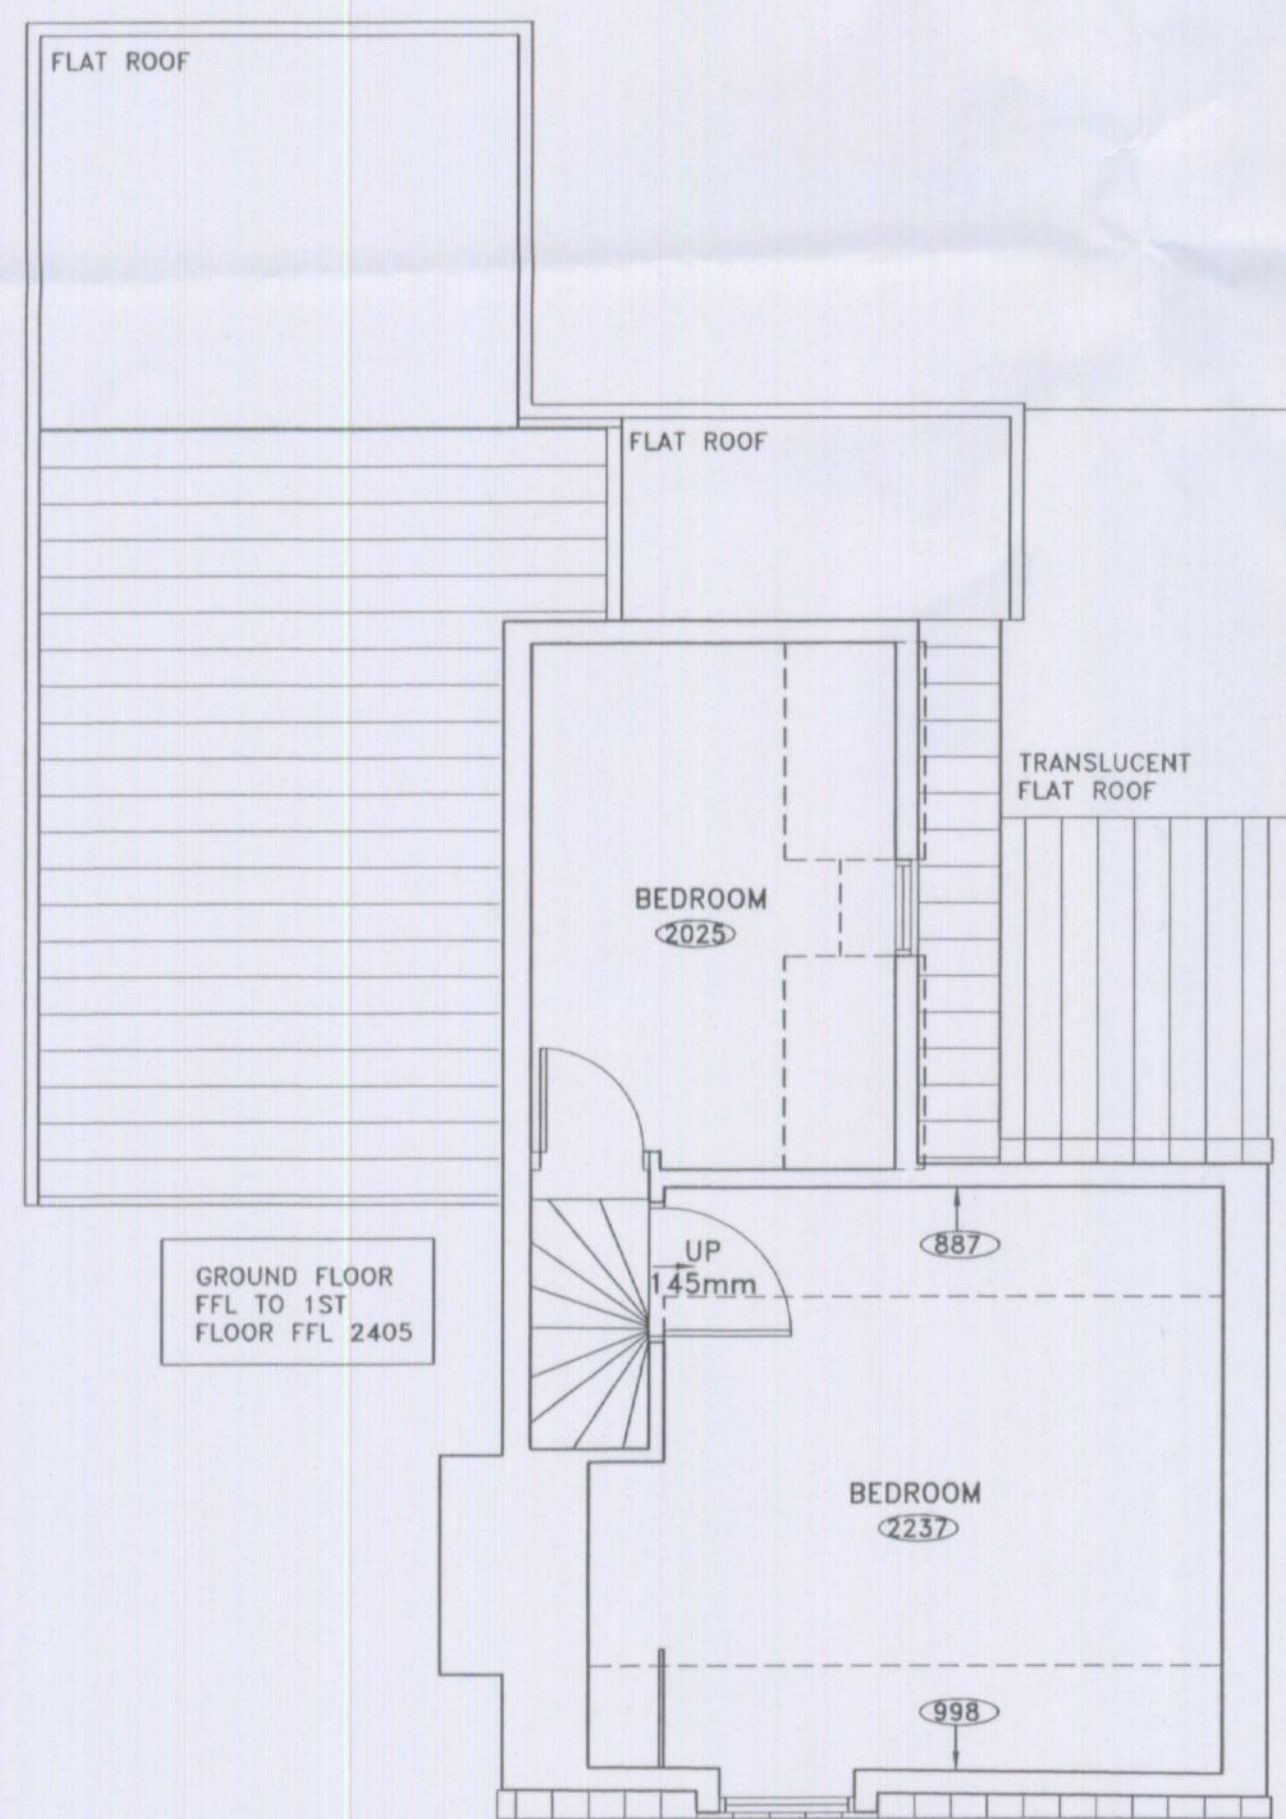 FLAT ROOF
FLAT ROOF
TRANSLUCENT
FLAT ROOF
BEDROOM
2025
UP
145mm
887
GROUND FLOOR
FFL TO 1ST
FLOOR FFL 2405
BEDROOM
2237
998